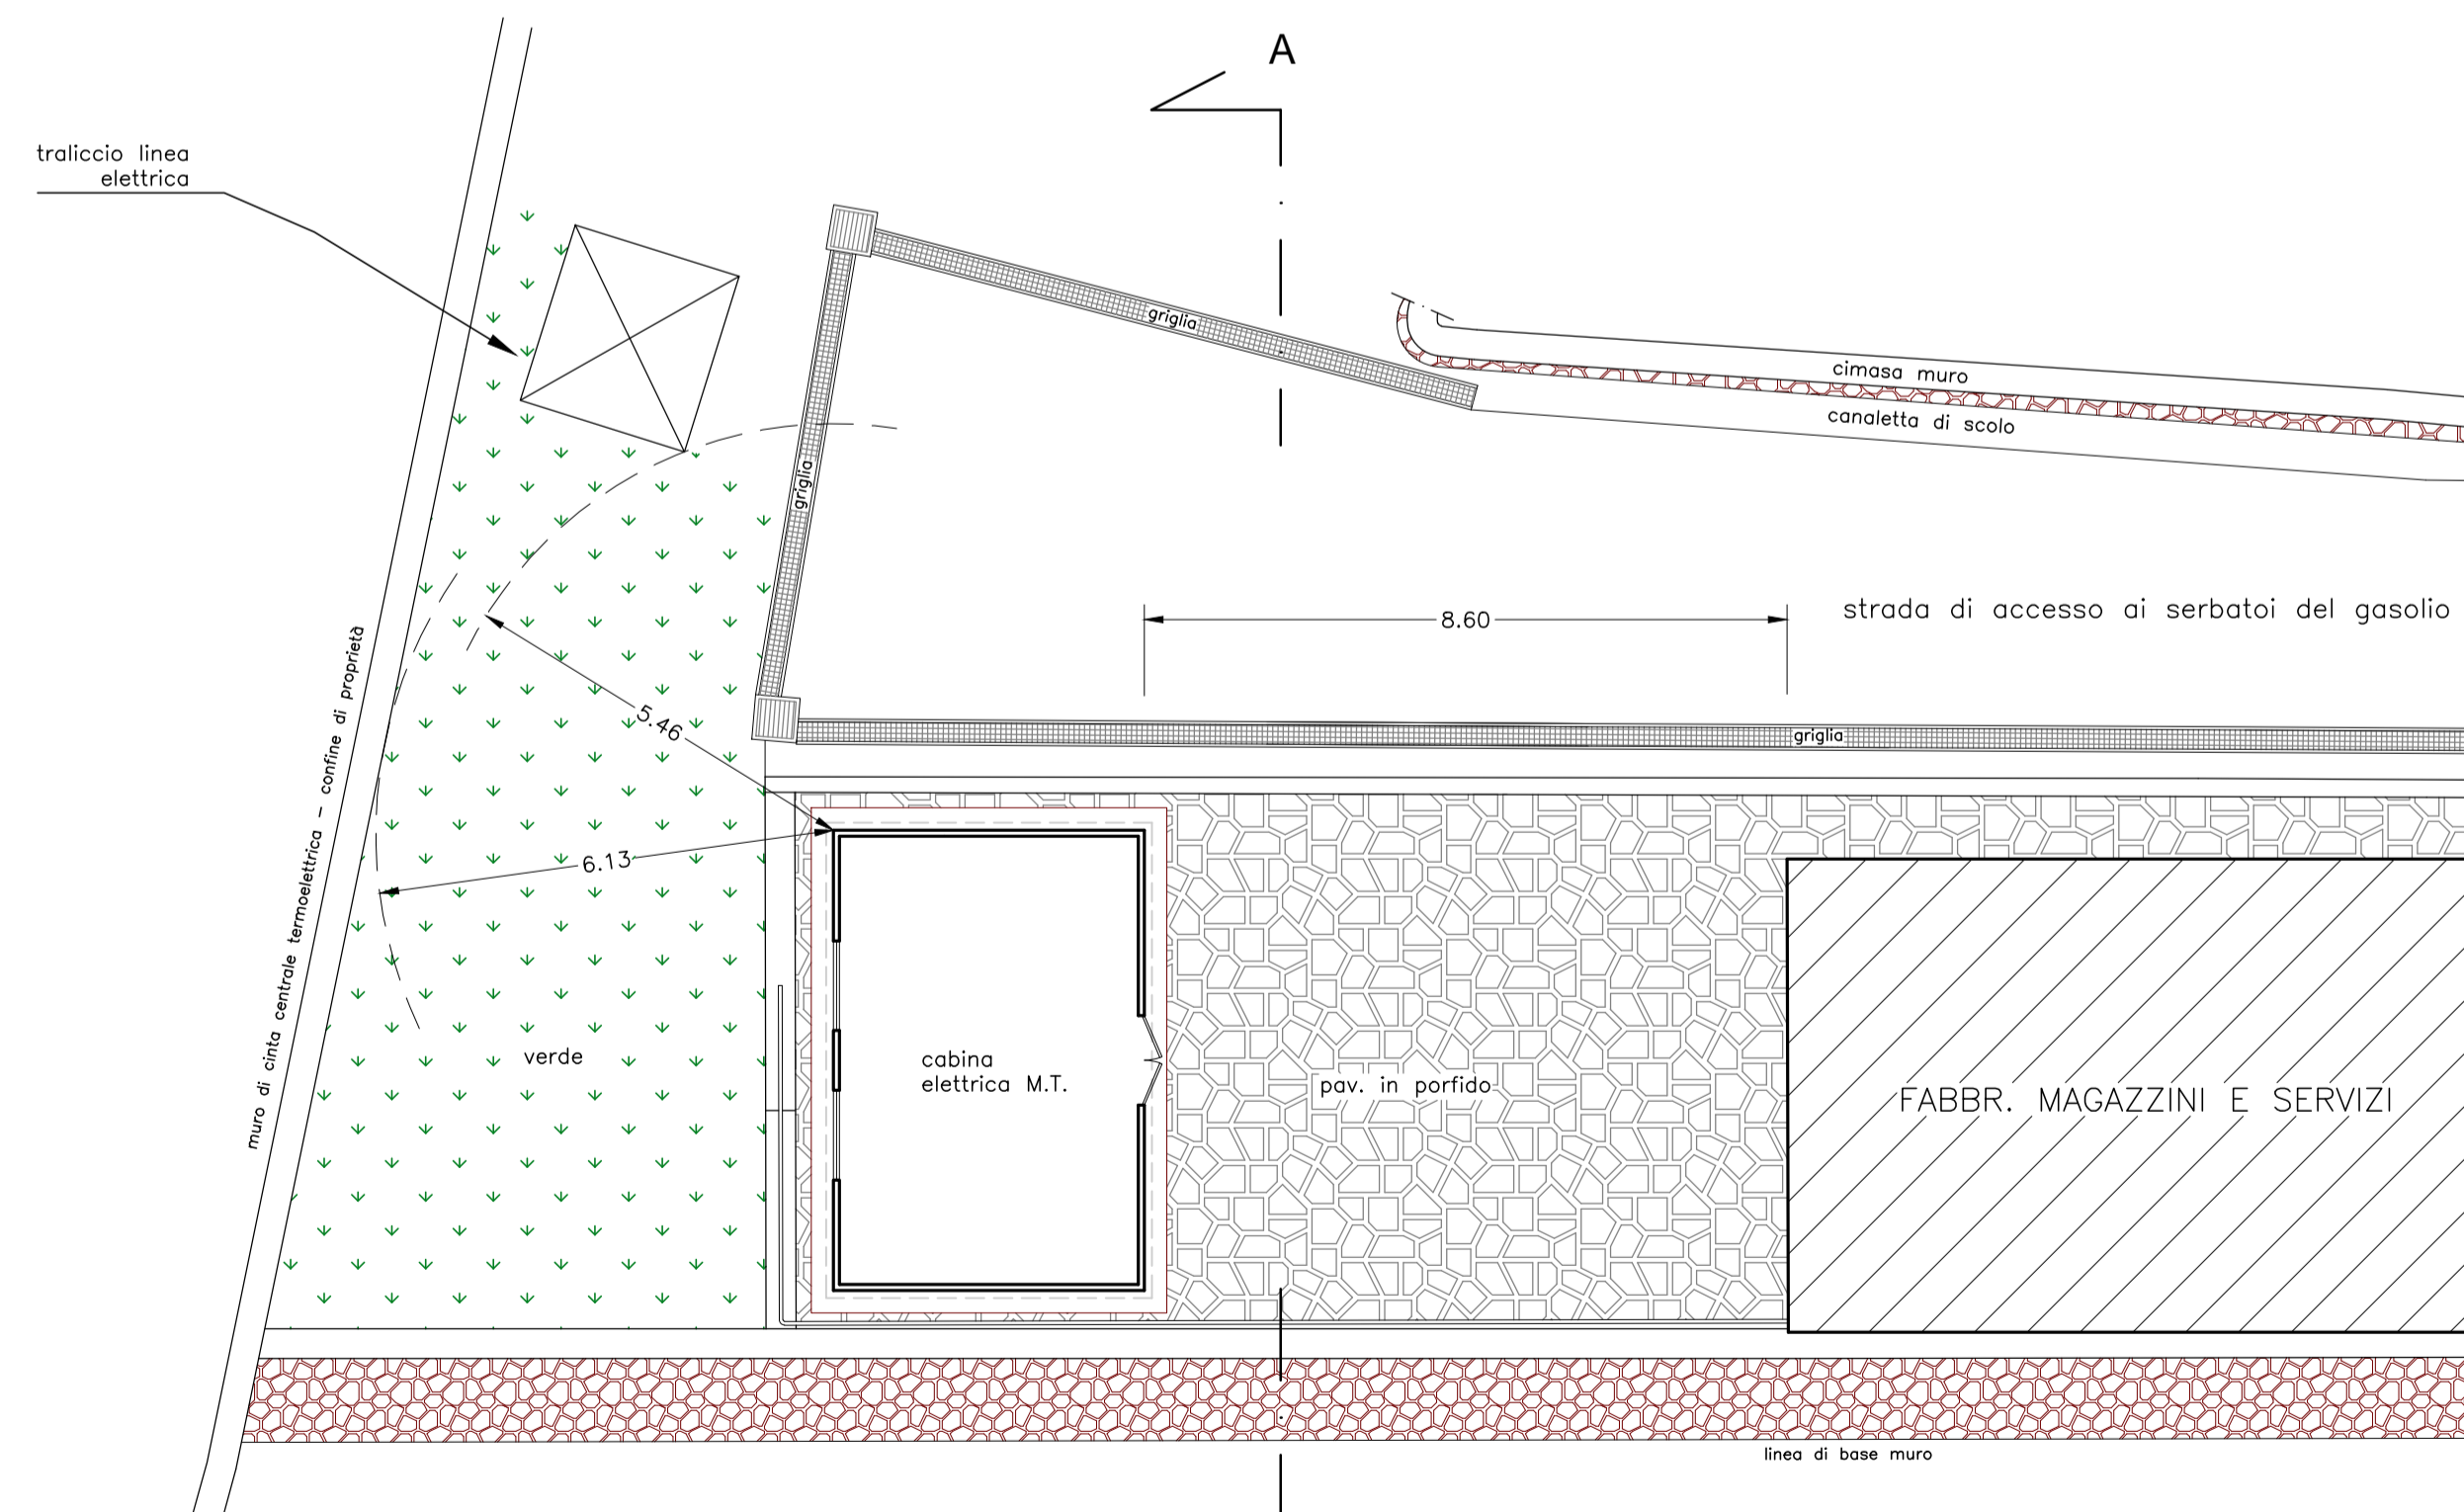 A
traliccio linea
elettrica
griglia
cimasa muro
canaletta di scolo
griglia
8.60
strada di accesso ai serbatoi del gasolio
muro di cinta centrale termoelettrica - confine di proprietà
5.46
griglia
6.13
verde
cabina
elettrica M.T.
pav. in porfido
FABBR. MAGAZZINI E SERVIZI
linea di base muro